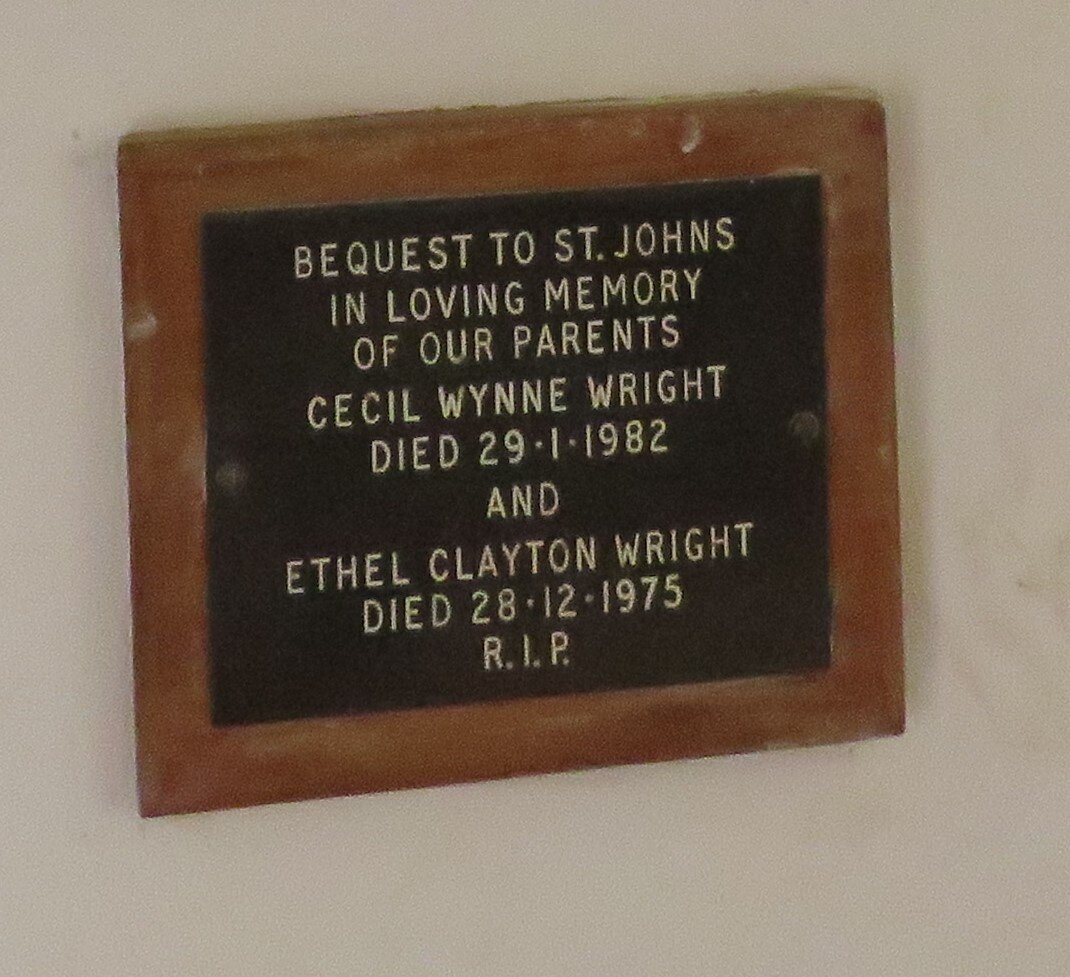 BEQUEST TO ST. JOHNS
IN LOVING MEMORY
OF OUR PARENTS
CECIL WYNNE WRIGHT
DIED 29·1·1982
AND
ETHEL CLAYTON WRIGHT
DIED 28·12·1975
R.I.P.